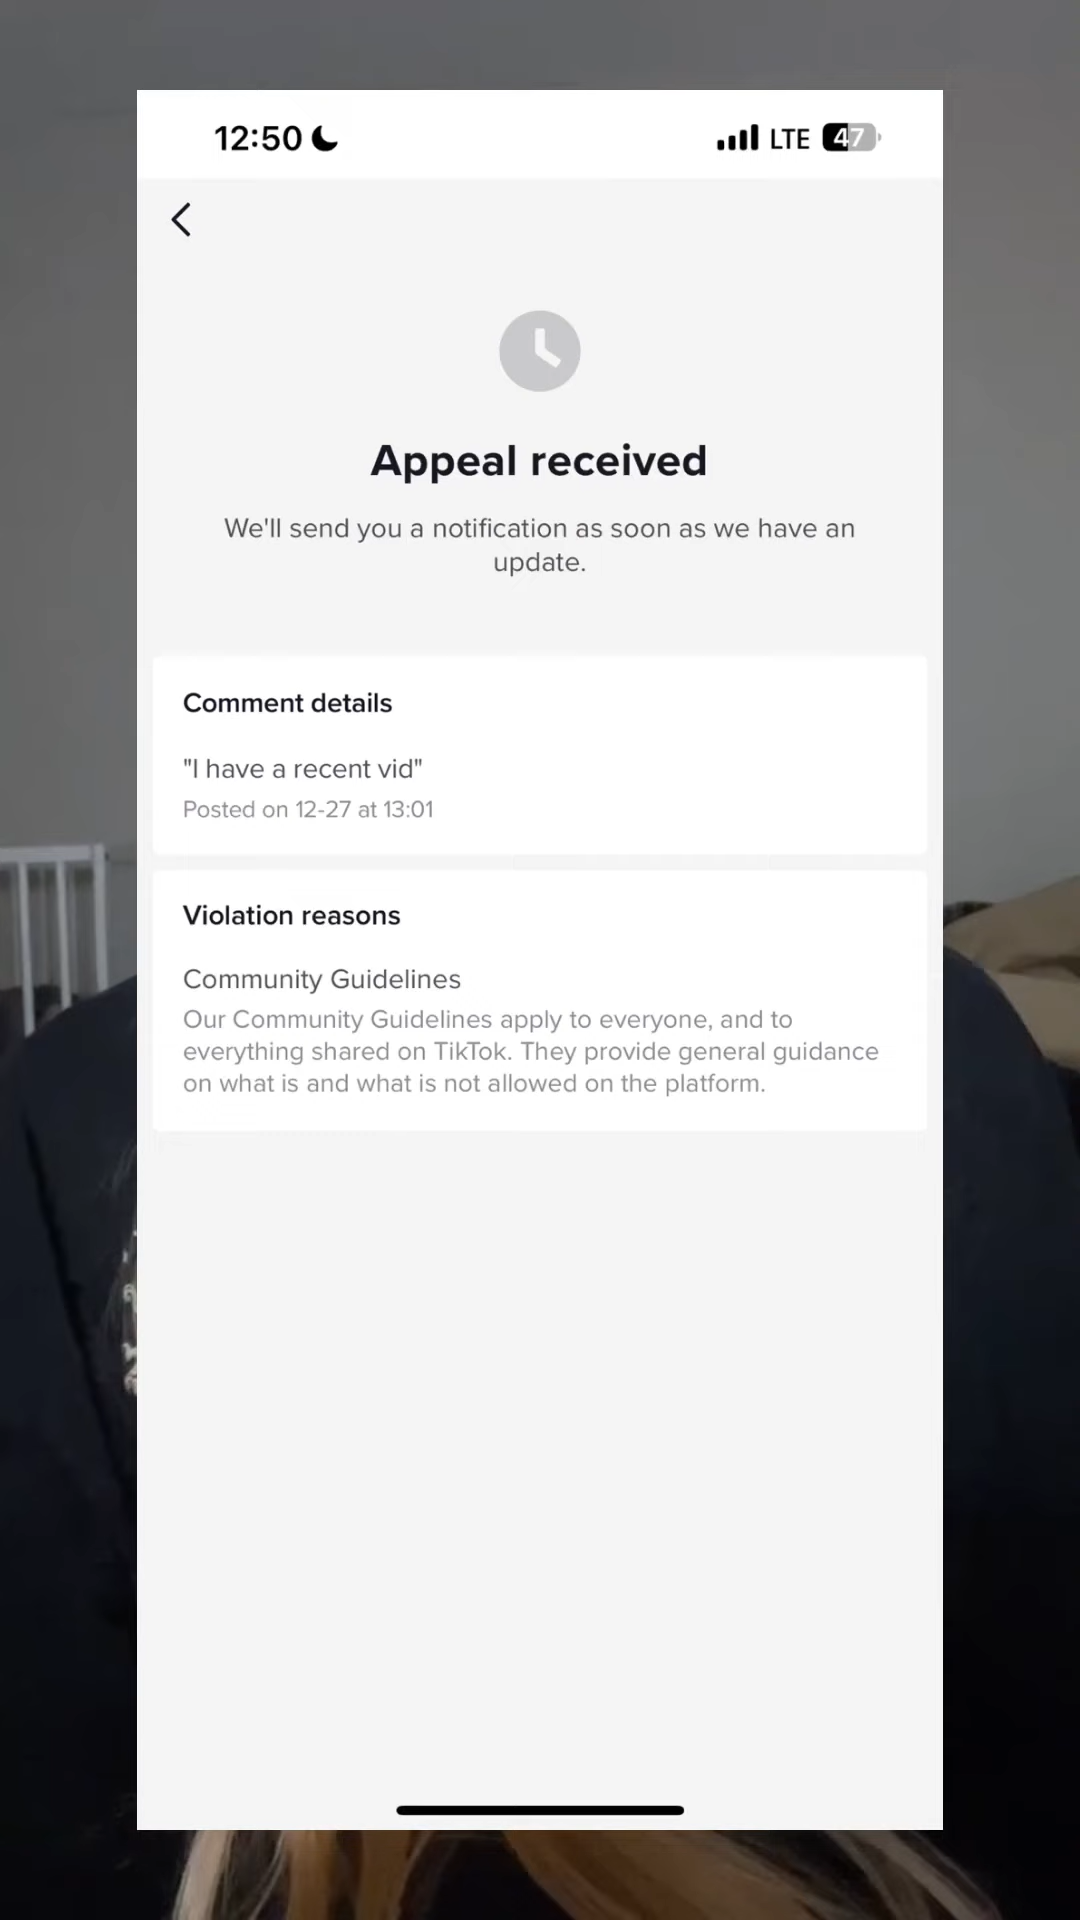 12:50
LTE
47
Appeal received
We'll send you a notification as soon as we have an
update.
Comment details
"I have a recent vid"
Posted on 12-27 at 13:01
Violation reasons
Community Guidelines
Our Community Guidelines apply to everyone, and to
everything shared on TikTok. They provide general guidance
on what is and what is not allowed on the platform.